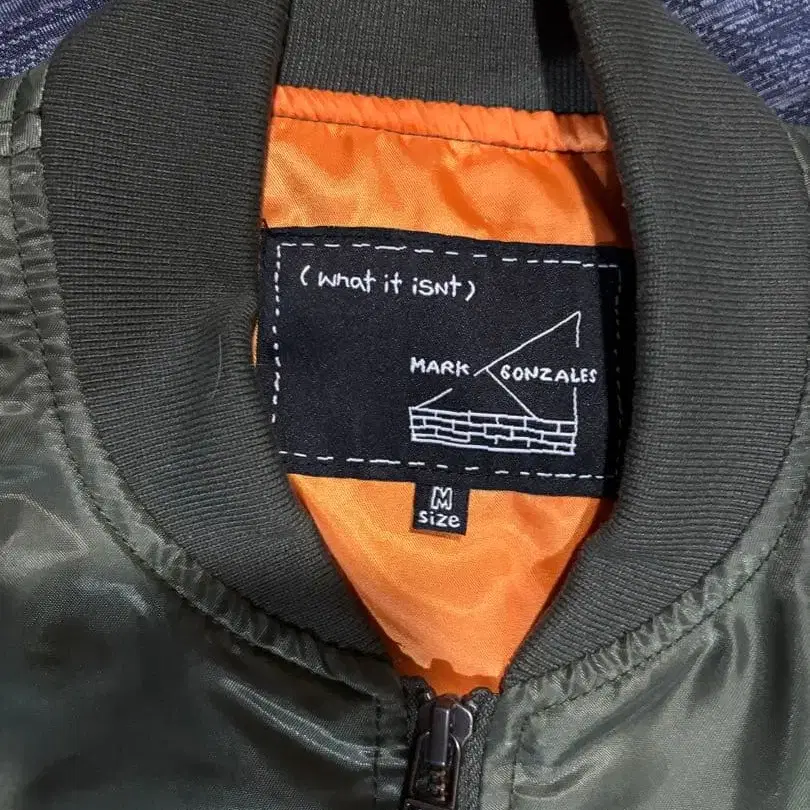 (what it isnt)
MARK GONZALES
M
size